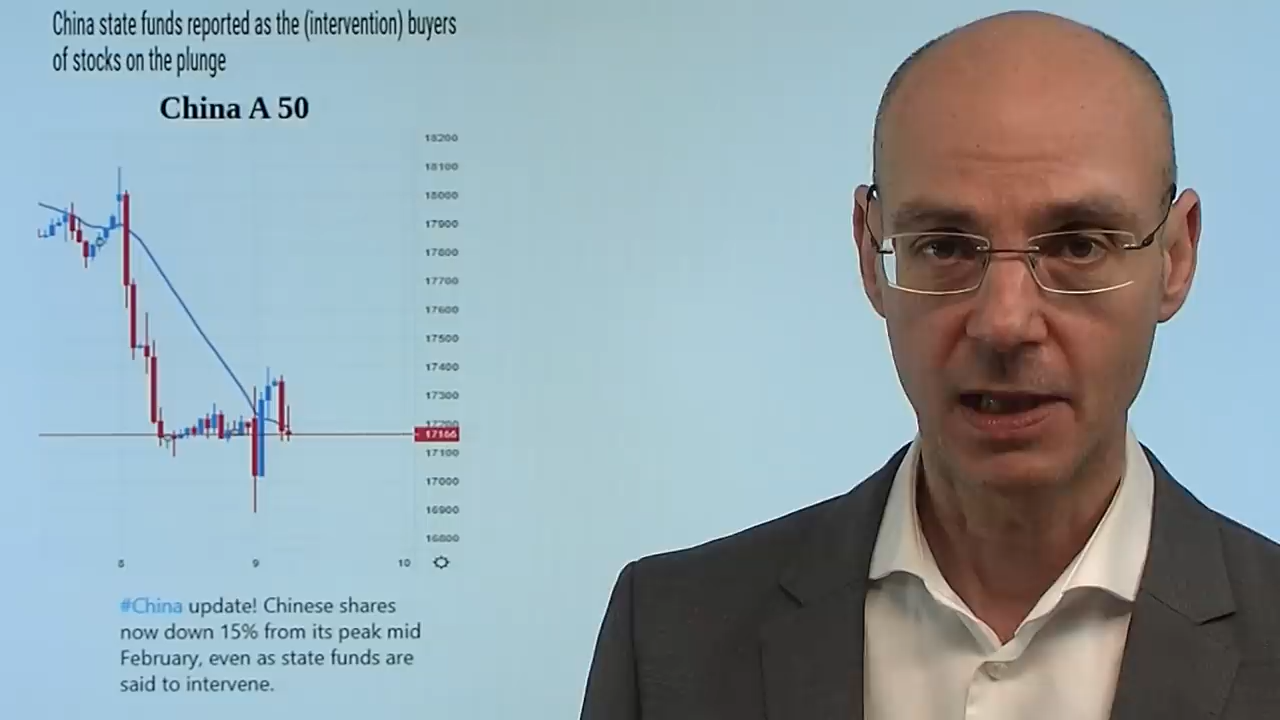 China state funds reported as the (intervention) buyers
of stocks on the plunge
China A 50
18200
18100
18000
17900
17800
17700
17600
17500
17400
17300
17200
17166
17100
17000
16900
16800
8
9
10
#China update! Chinese shares
now down 15% from its peak mid
February, even as state funds are
said to intervene.